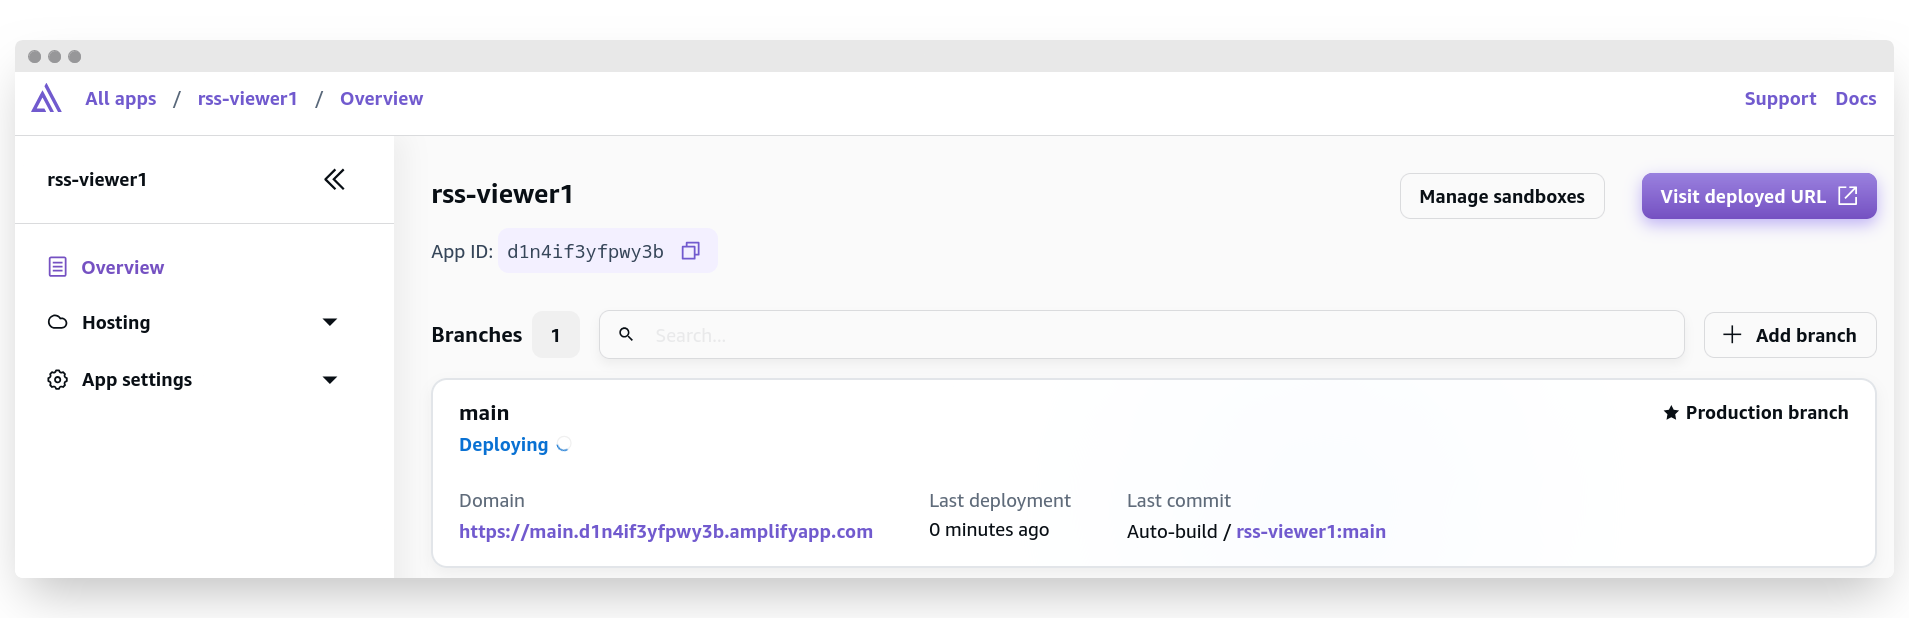 All apps / rss-viewer1 / Overview
Support Docs
rss-viewer1
Overview
Hosting
App settings
rss-viewer1
Manage sandboxes
Visit deployed URL
App ID: d1n4if3yfpwy3b
Branches 1
Search...
Add branch
main
Production branch
Deploying
Domain
https://main.d1n4if3yfpwy3b.amplifyapp.com
Last deployment
0 minutes ago
Last commit
Auto-build / rss-viewer1:main